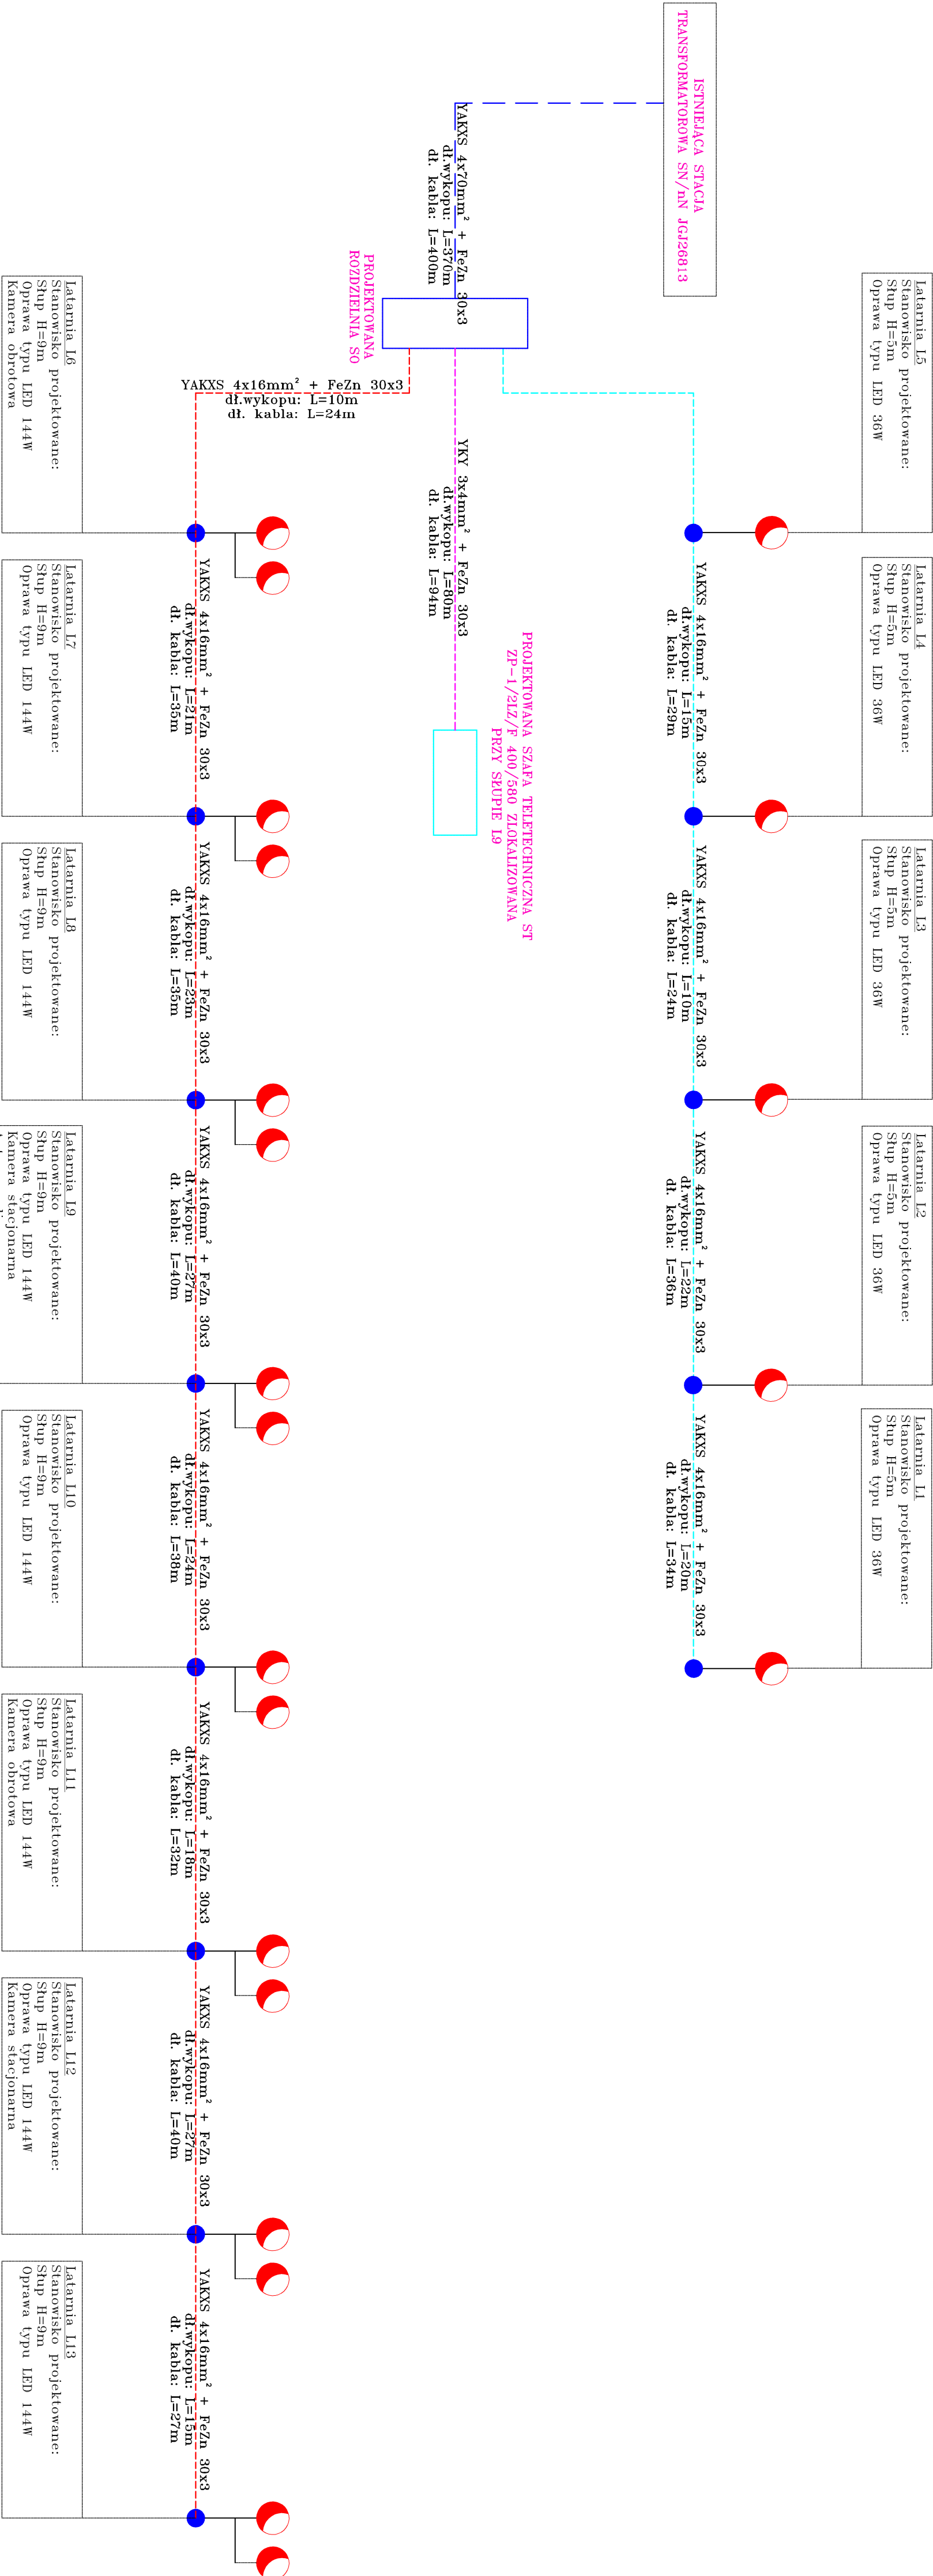 ISTNIEJĄCA STACJA
TRANSFORMATOROWA SN/nN JGJ26813
YAKXS 4x70mm² + FeZn 30x3
dł.wykopu: L=370m
dł. kabla: L=400m
PROJEKTOWANA
ROZDZIELNIA SO
Latarnia L5
Stanowisko projektowane:
Słup H=5m
Oprawa typu LED 36W
Latarnia L4
Stanowisko projektowane:
Słup H=5m
Oprawa typu LED 36W
Latarnia L3
Stanowisko projektowane:
Słup H=5m
Oprawa typu LED 36W
Latarnia L2
Stanowisko projektowane:
Słup H=5m
Oprawa typu LED 36W
Latarnia L1
Stanowisko projektowane:
Słup H=5m
Oprawa typu LED 36W
YAKXS 4x16mm² + FeZn 30x3
dł.wykopu: L=15m
dł. kabla: L=29m
YAKXS 4x16mm² + FeZn 30x3
dł.wykopu: L=10m
dł. kabla: L=24m
YAKXS 4x16mm² + FeZn 30x3
dł.wykopu: L=22m
dł. kabla: L=36m
YAKXS 4x16mm² + FeZn 30x3
dł.wykopu: L=20m
dł. kabla: L=34m
PROJEKTOWANA SZAFA TELETECHNICZNA ST
ZP-1/2LZ/F 400/580 ZLOKALIZOWANA
PRZY SŁUPIE L9
YKY 3x4mm² + FeZn 30x3
dł.wykopu: L=80m
dł. kabla: L=94m
YAKXS 4x16mm² + FeZn 30x3
dł.wykopu: L=10m
dł. kabla: L=24m
YAKXS 4x16mm² + FeZn 30x3
dł.wykopu: L=21m
dł. kabla: L=35m
YAKXS 4x16mm² + FeZn 30x3
dł.wykopu: L=23m
dł. kabla: L=35m
YAKXS 4x16mm² + FeZn 30x3
dł.wykopu: L=27m
dł. kabla: L=40m
YAKXS 4x16mm² + FeZn 30x3
dł.wykopu: L=24m
dł. kabla: L=38m
YAKXS 4x16mm² + FeZn 30x3
dł.wykopu: L=18m
dł. kabla: L=32m
YAKXS 4x16mm² + FeZn 30x3
dł.wykopu: L=27m
dł. kabla: L=40m
YAKXS 4x16mm² + FeZn 30x3
dł.wykopu: L=15m
dł. kabla: L=27m
Latarnia L6
Stanowisko projektowane:
Słup H=9m
Oprawa typu LED 144W
Kamera obrotowa
Latarnia L7
Stanowisko projektowane:
Słup H=9m
Oprawa typu LED 144W
Latarnia L8
Stanowisko projektowane:
Słup H=9m
Oprawa typu LED 144W
Latarnia L9
Stanowisko projektowane:
Słup H=9m
Oprawa typu LED 144W
Kamera stacjonarna
Latarnia L10
Stanowisko projektowane:
Słup H=9m
Oprawa typu LED 144W
Latarnia L11
Stanowisko projektowane:
Słup H=9m
Oprawa typu LED 144W
Kamera obrotowa
Latarnia L12
Stanowisko projektowane:
Słup H=9m
Oprawa typu LED 144W
Kamera stacjonarna
Latarnia L13
Stanowisko projektowane:
Słup H=9m
Oprawa typu LED 144W